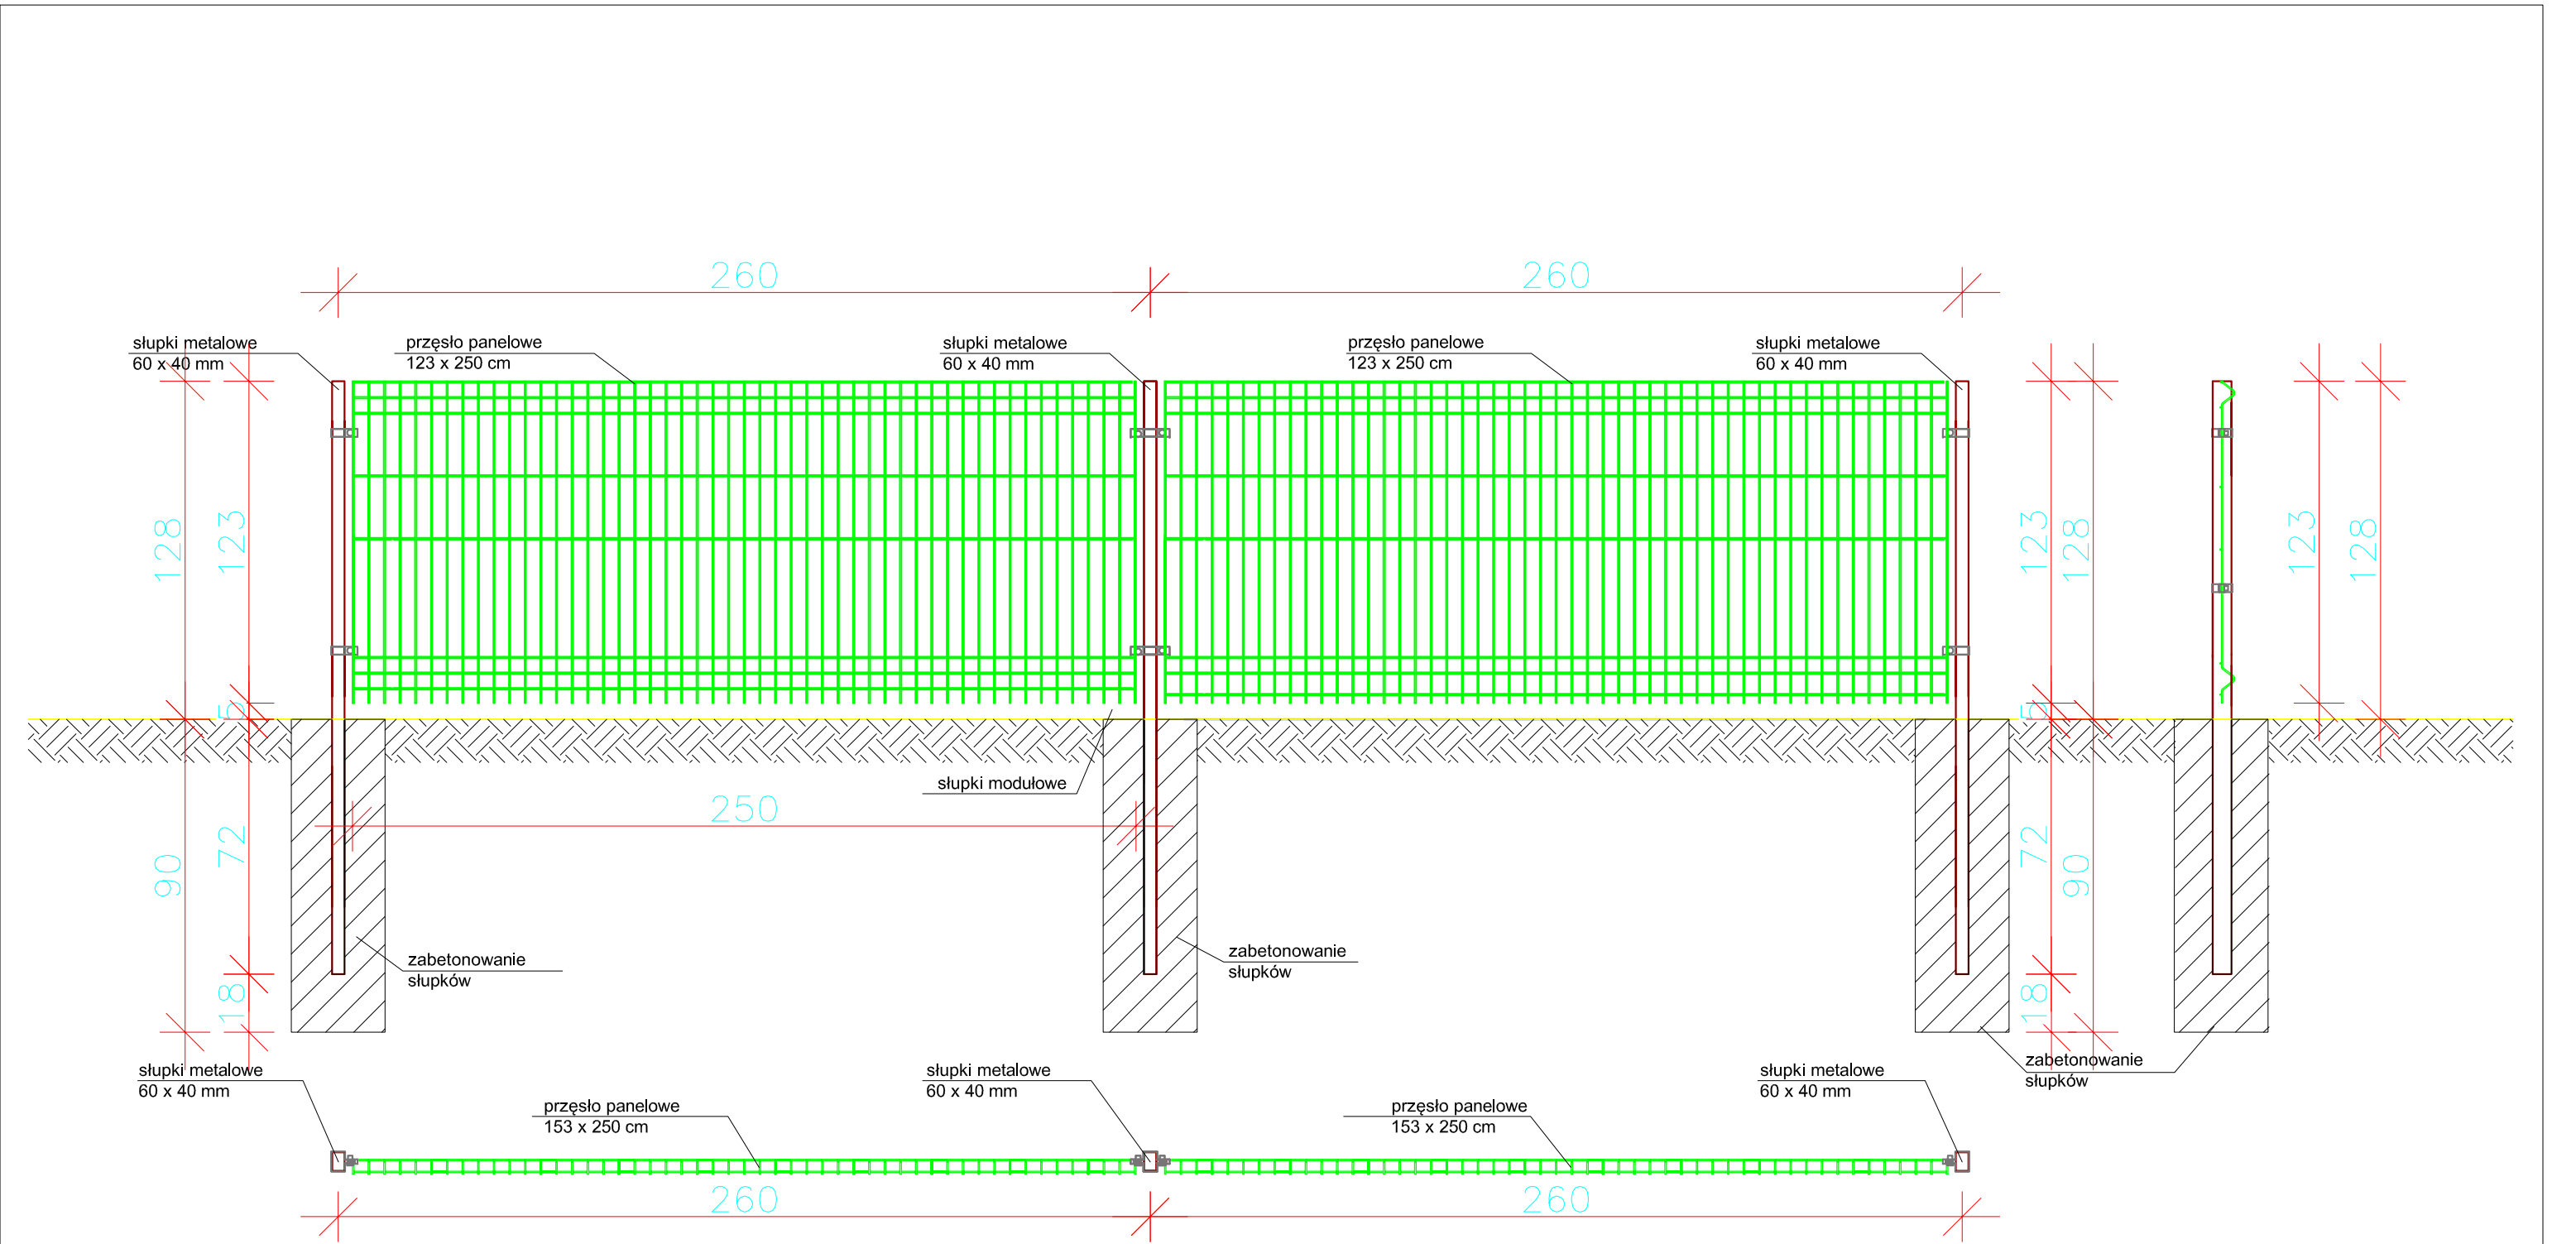 260
260
słupki metalowe
60 x 40 mm
przęsło panelowe
123 x 250 cm
słupki metalowe
60 x 40 mm
przęsło panelowe
123 x 250 cm
słupki metalowe
60 x 40 mm
128
123
123
128
123
128
5
5
słupki modułowe
250
90
72
72
90
zabetonowanie
słupków
zabetonowanie
słupków
18
18
zabetonowanie
słupków
słupki metalowe
60 x 40 mm
słupki metalowe
60 x 40 mm
słupki metalowe
60 x 40 mm
przęsło panelowe
153 x 250 cm
przęsło panelowe
153 x 250 cm
260
260